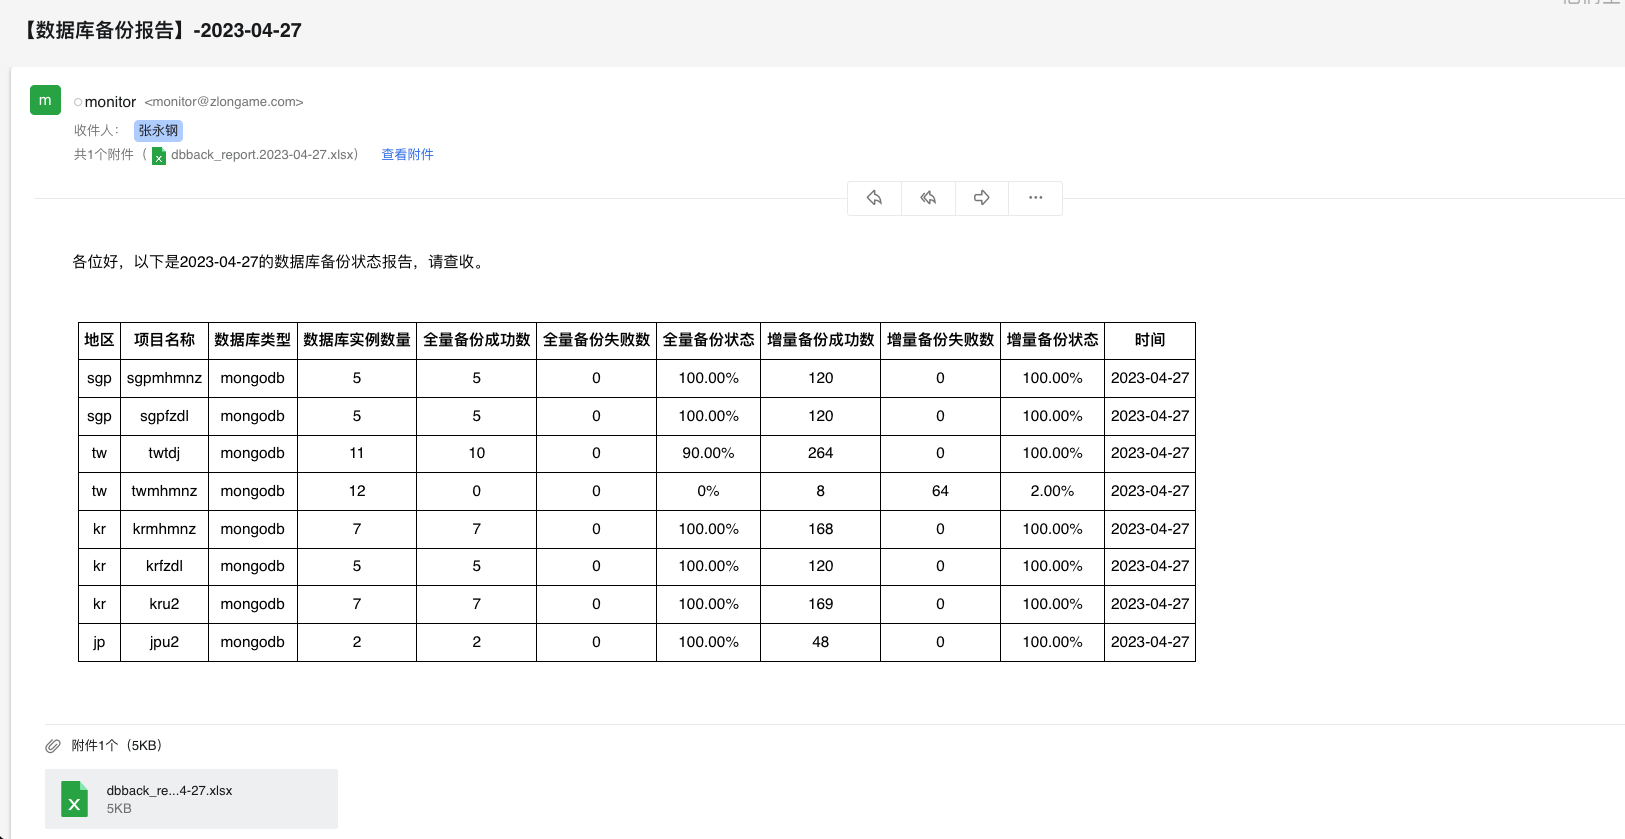 【数据库备份报告】-2023-04-27
m
monitor <monitor@zlongame.com>
收件人： 张永钢
共1个附件（ dbback_report.2023-04-27.xlsx） 查看附件
各位好，以下是2023-04-27的数据库备份状态报告，请查收。
地区 项目名称 数据库类型 数据库实例数量 全量备份成功数 全量备份失败数 全量备份状态 增量备份成功数 增量备份失败数 增量备份状态 时间
sgp sgpmhmnz mongodb 5 5 0 100.00% 120 0 100.00% 2023-04-27
sgp sgpfzdl mongodb 5 5 0 100.00% 120 0 100.00% 2023-04-27
tw twtdj mongodb 11 10 0 90.00% 264 0 100.00% 2023-04-27
tw twmhmnz mongodb 12 0 0 0% 8 64 2.00% 2023-04-27
kr krmhmnz mongodb 7 7 0 100.00% 168 0 100.00% 2023-04-27
kr krfzdl mongodb 5 5 0 100.00% 120 0 100.00% 2023-04-27
kr kru2 mongodb 7 7 0 100.00% 169 0 100.00% 2023-04-27
jp jpu2 mongodb 2 2 0 100.00% 48 0 100.00% 2023-04-27
附件1个（5KB）
X dbback_re...4-27.xlsx
5KB